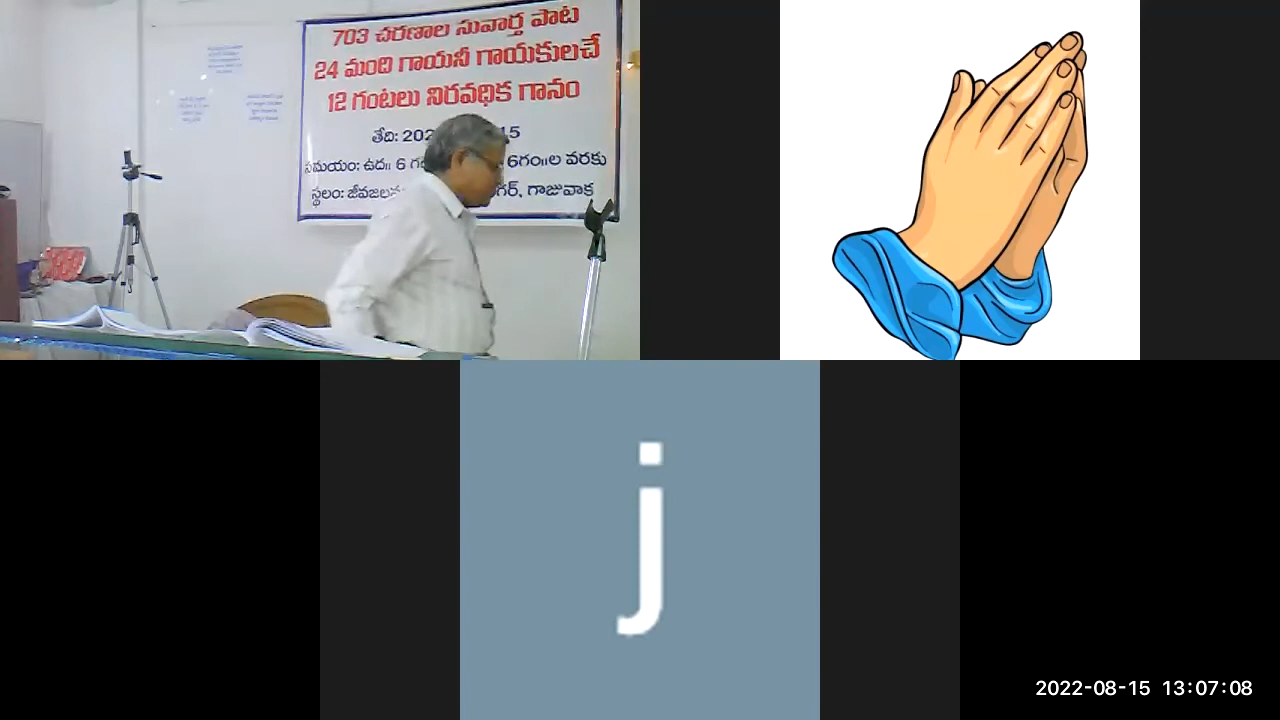 703 చరణాల సువార్త పాట
24 మంది గాయనీ గాయకులచే
12 గంటలు నిరవధిక గానం
తేది: 202 15
సమయం: ఉద॥ 6 గ 6గం॥ల వరకు
స్థలం: జీవజల గర్, గాజువాక
j
2022-08-15 13:07:08